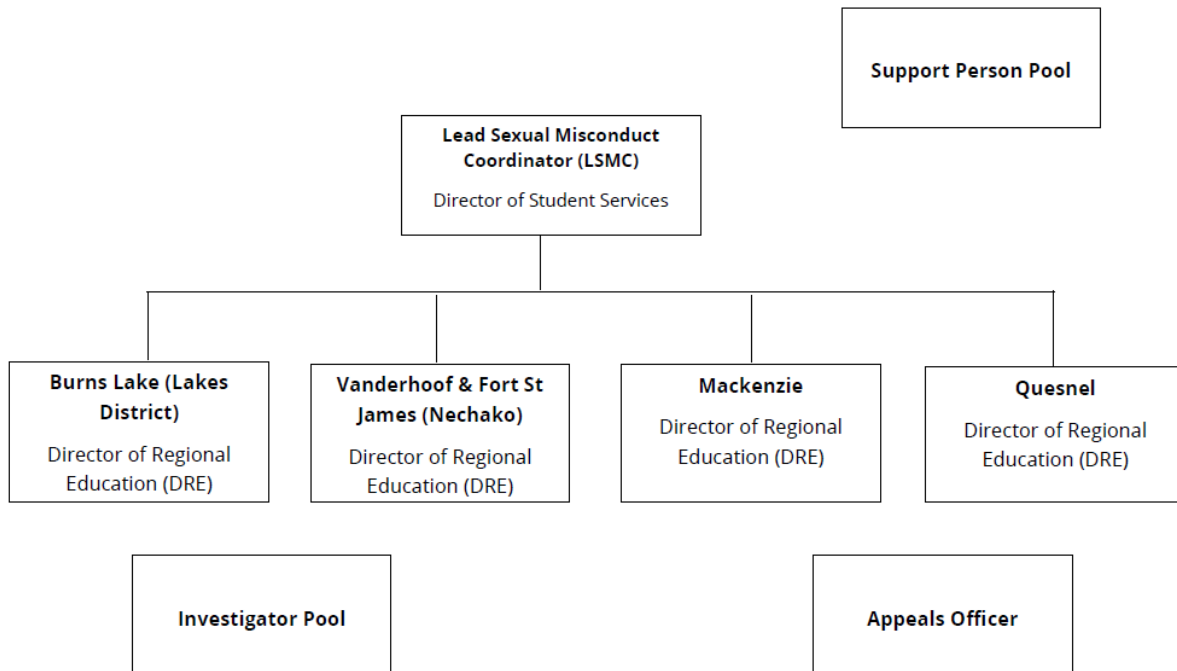 Support Person Pool
Lead Sexual Misconduct
Coordinator (LSMC)
Director of Student Services
Burns Lake (Lakes
District)
Director of Regional
Education (DRE)
Vanderhoof & Fort St
James (Nechako)
Director of Regional
Education (DRE)
Mackenzie
Director of Regional
Education (DRE)
Quesnel
Director of Regional
Education (DRE)
Investigator Pool
Appeals Officer